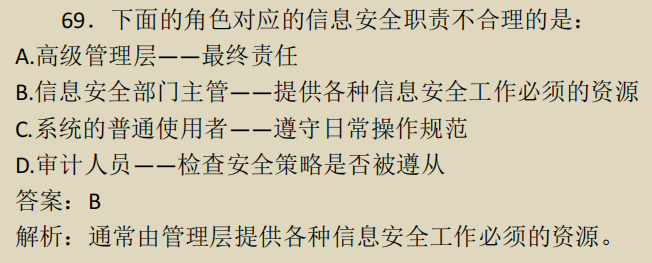 69．下面的角色对应的信息安全职责不合理的是：
A.高级管理层——最终责任
B.信息安全部门主管——提供各种信息安全工作必须的资源
C.系统的普通使用者——遵守日常操作规范
D.审计人员——检查安全策略是否被遵从
答案：B
解析：通常由管理层提供各种信息安全工作必须的资源。